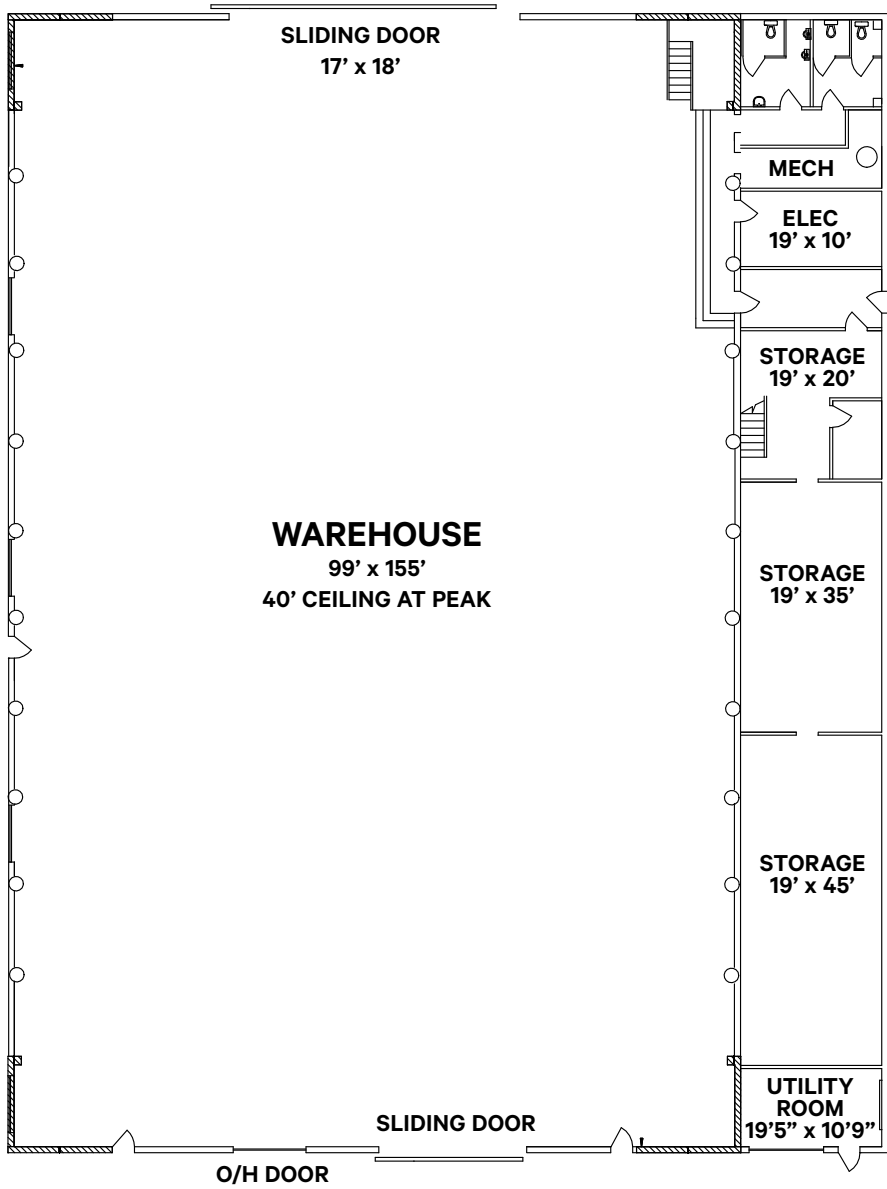 SLIDING DOOR
17’ x 18’
MECH
ELEC
19’ x 10’
STORAGE
19’ x 20’
WAREHOUSE
99’ x 155’
40’ CEILING AT PEAK
STORAGE
19’ x 35’
STORAGE
19’ x 45’
UTILITY
ROOM
19’5” x 10’9”
SLIDING DOOR
O/H DOOR